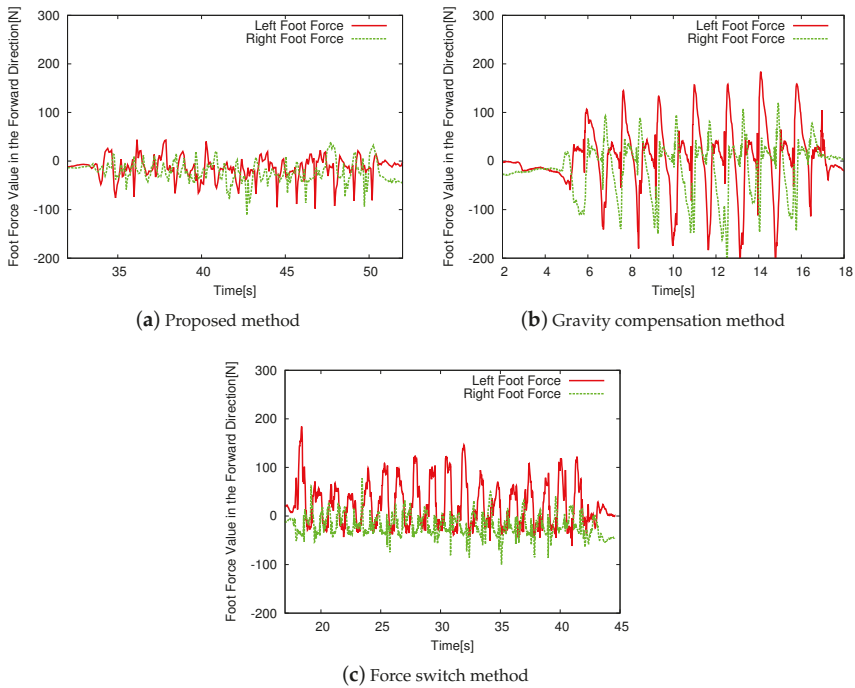 Foot Force Value in the Forward Direction[N]
300
200
100
0
-100
-200
Left Foot Force
Right Foot Force
35 40 45 50
Time[s]
(a) Proposed method
Foot Force Value in the Forward Direction[N]
300
200
100
0
-100
-200
Left Foot Force
Right Foot Force
2 4 6 8 10 12 14 16 18
Time[s]
(b) Gravity compensation method
Foot Force Value in the Forward Direction[N]
300
200
100
0
-100
-200
Left Foot Force
Right Foot Force
20 25 30 35 40 45
Time[s]
(c) Force switch method